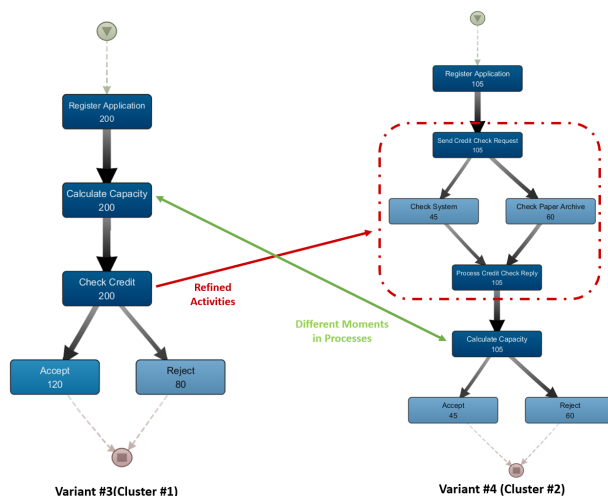 Register Application
200
Calculate Capacity
200
Check Credit
200
Accept
120
Reject
80
Variant #3(Cluster #1)
Refined
Activities
Different Moments
in Processes
Register Application
105
Send Credit Check Request
105
Check System
45
Check Paper Archive
60
Process Credit Check Reply
105
Calculate Capacity
105
Accept
45
Reject
60
Variant #4 (Cluster #2)